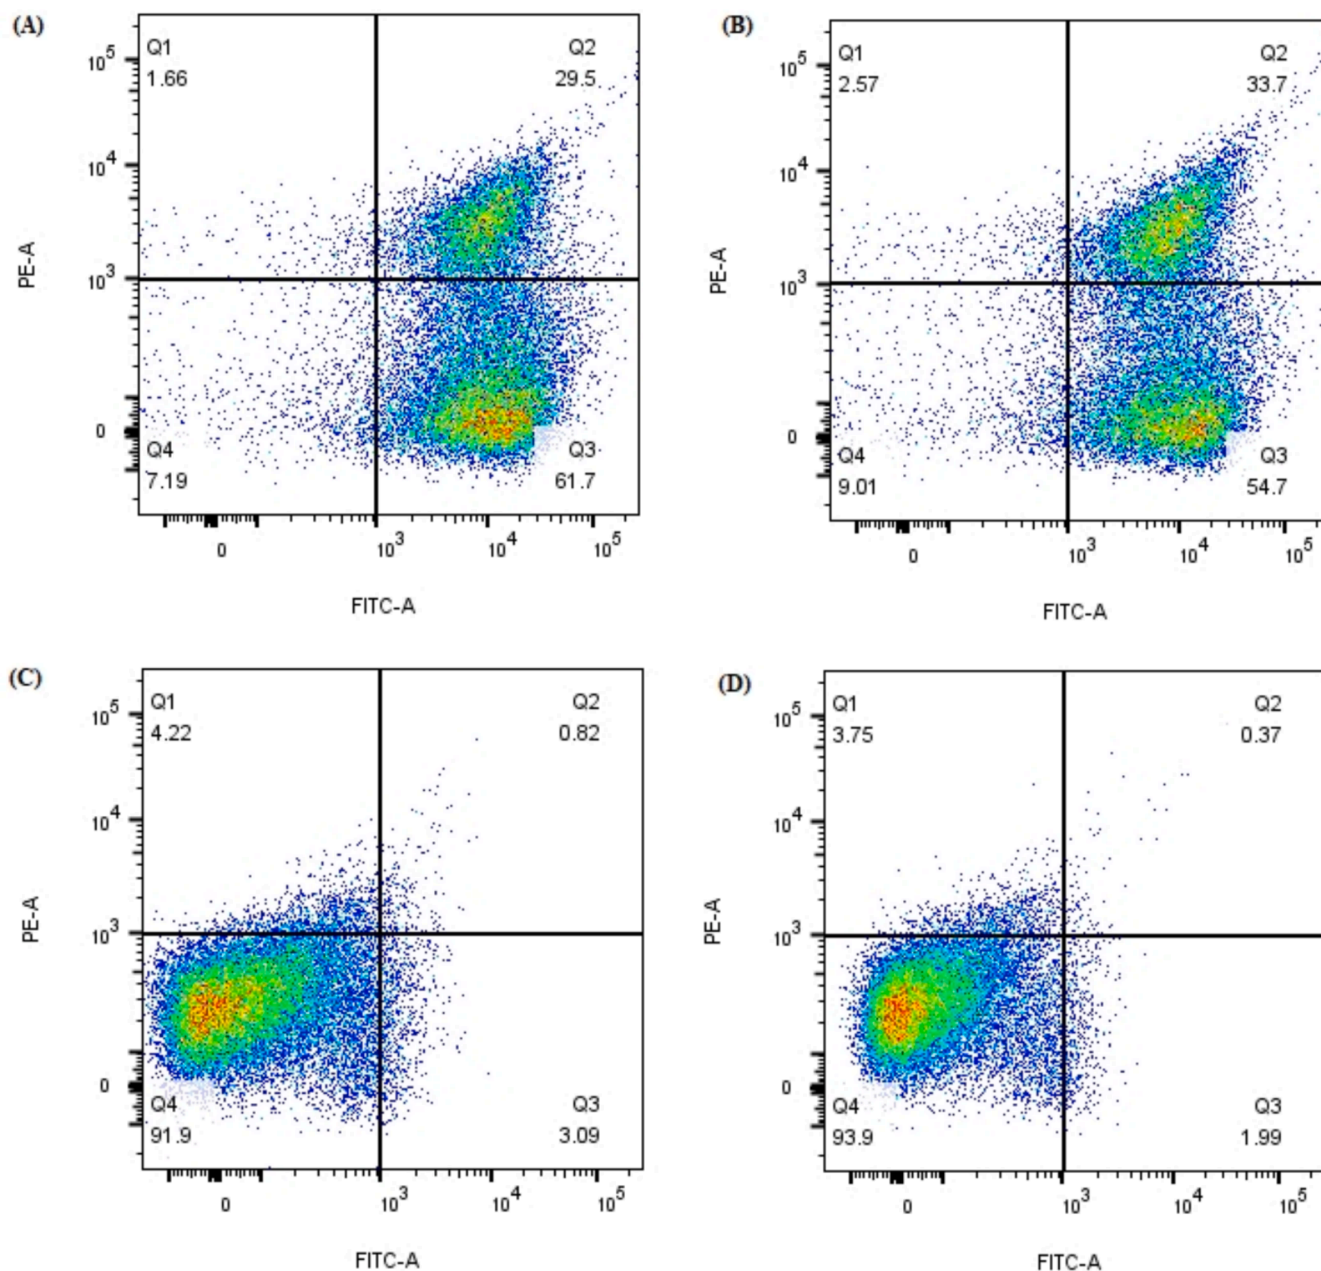 (A)
Q1
1.66
Q2
29.5
Q4
7.19
Q3
61.7
10^5
10^4
10^3
0
PE-A
0
10^3
10^4
10^5
FITC-A
(B)
Q1
2.57
Q2
33.7
Q4
9.01
Q3
54.7
10^5
10^4
10^3
0
PE-A
0
10^3
10^4
10^5
FITC-A
(C)
Q1
4.22
Q2
0.82
Q4
91.9
Q3
3.09
10^5
10^4
10^3
0
PE-A
0
10^3
10^4
10^5
FITC-A
(D)
Q1
3.75
Q2
0.37
Q4
93.9
Q3
1.99
10^5
10^4
10^3
0
PE-A
0
10^3
10^4
10^5
FITC-A